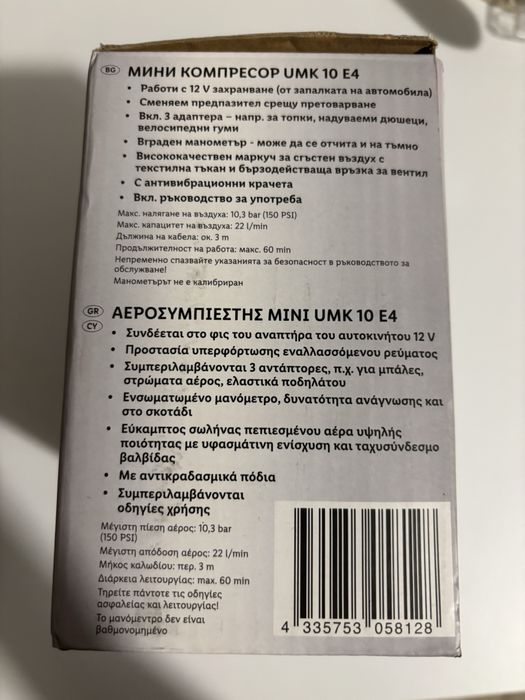 BG МИНИ КОМПРЕСОР UMK 10 E4
• Работи с 12 V захранване (от запалката на автомобила)
• Сменяем предпазител срещу претоварване
• Вкл. 3 адаптера – напр. за топки, надуваеми дюшеци,
велосипедни гуми
• Вграден манометър - може да се отчита и на тъмно
• Висококачествен маркуч за сгъстен въздух с
текстилна тъкан и бързодействаща връзка за вентил
• С антивибрационни крачета
• Вкл. ръководство за употреба
Макс. налягане на въздуха: 10,3 bar (150 PSI)
Макс. капацитет на въздуха: 22 l/min
Дължина на кабела: ок. 3 m
Продължителност на работа: макс. 60 min
Непременно спазвайте указанията за безопасност в ръководството за
обслужване!
Манометърът не е калибриран
GR ΑΕΡΟΣΥΜΠΙΕΣΤΗΣ MINI UMK 10 E4
CY
• Συνδέεται στο φις του αναπτήρα του αυτοκινήτου 12 V
• Προστασία υπερφόρτωσης εναλλασσόμενου ρεύματος
• Συμπεριλαμβάνονται 3 αντάπτορες, π.χ. για μπάλες,
στρώματα αέρος, ελαστικά ποδηλάτου
• Ενσωματωμένο μανόμετρο, δυνατότητα ανάγνωσης και
στο σκοτάδι
• Εύκαμπτος σωλήνας πεπιεσμένου αέρα υψηλής
ποιότητας με υφασμάτινη ενίσχυση και ταχυσύνδεσμο
βαλβίδας
• Με αντικραδασμικά πόδια
• Συμπεριλαμβάνονται
οδηγίες χρήσης
Μέγιστη πίεση αέρος: 10,3 bar
(150 PSI)
Μέγιστη απόδοση αέρος: 22 l/min
Μήκος καλωδίου: περ. 3 m
Διάρκεια λειτουργίας: max. 60 min
Τηρείτε πάντοτε τις οδηγίες
ασφαλείας και λειτουργίας!
Το μανόμεντρο δεν είναι
βαθμονομημένο
4 335753 058128